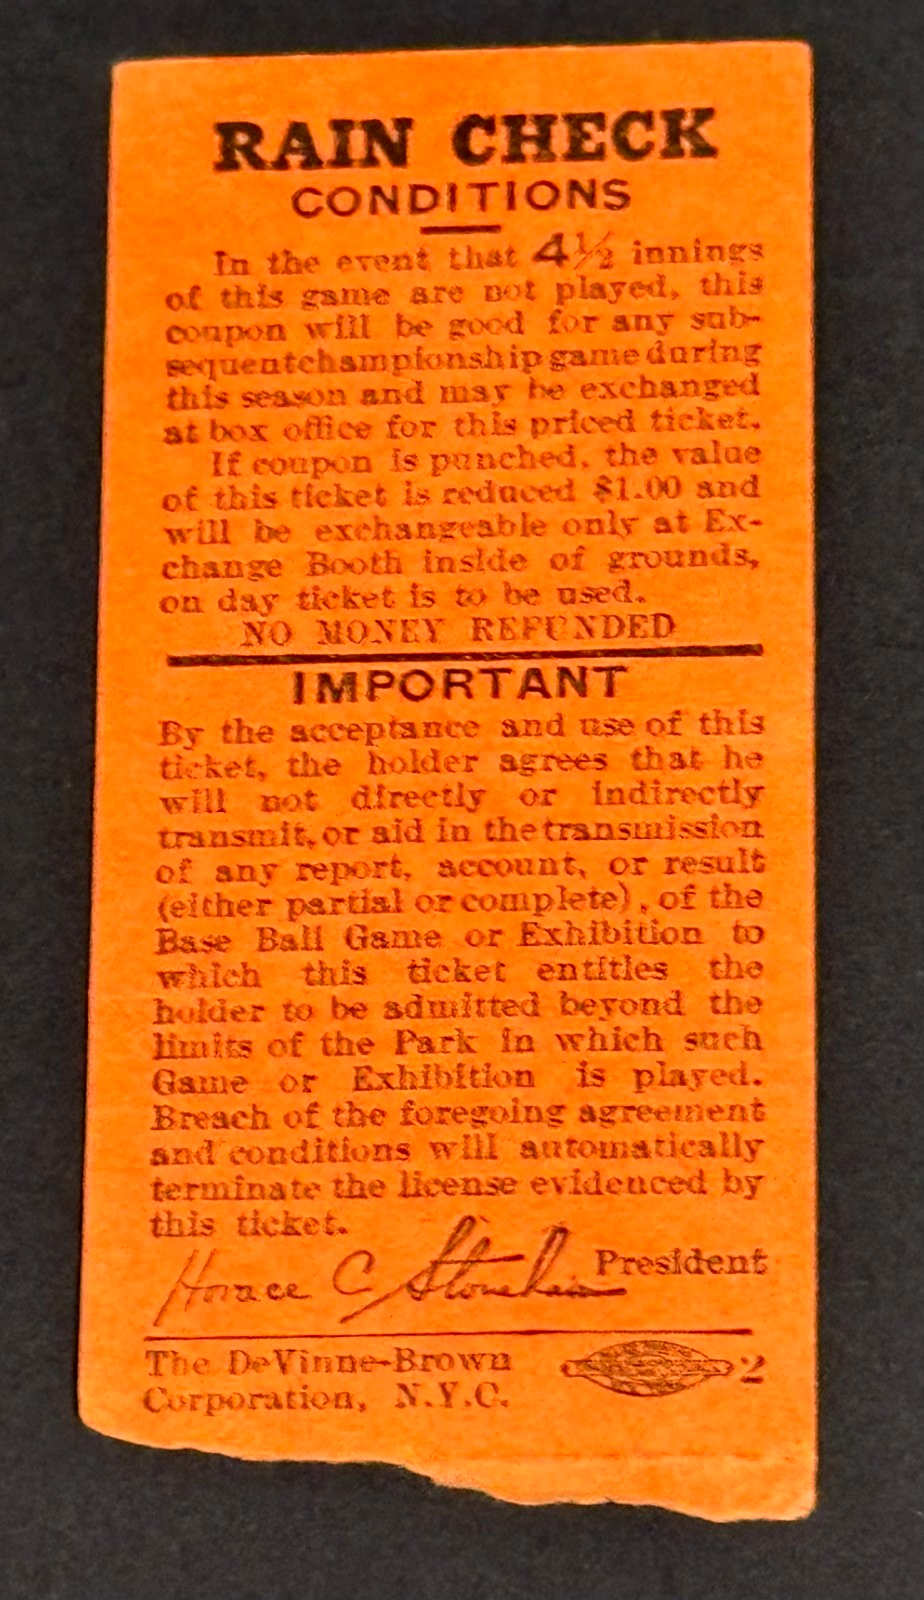 RAIN CHECK
CONDITIONS
In the event that 4½ innings
of this game are not played, this
coupon will be good for any sub-
sequent championship game during
this season and may be exchanged
at box office for this priced ticket.
If coupon is punched, the value
of this ticket is reduced $1.00 and
will be exchangeable only at Ex-
change Booth inside of grounds,
on day ticket is to be used.
NO MONEY REFUNDED
IMPORTANT
By the acceptance and use of this
ticket, the holder agrees that he
will not directly or indirectly
transmit, or aid in the transmission
of any report, account, or result
(either partial or complete), of the
Base Ball Game or Exhibition to
which this ticket entitles the
holder to be admitted beyond the
limits of the Park in which such
Game or Exhibition is played.
Breach of the foregoing agreement
and conditions will automatically
terminate the license evidenced by
this ticket.
Horace C Stoneham President
The DeVinne-Brown
Corporation, N.Y.C.
2